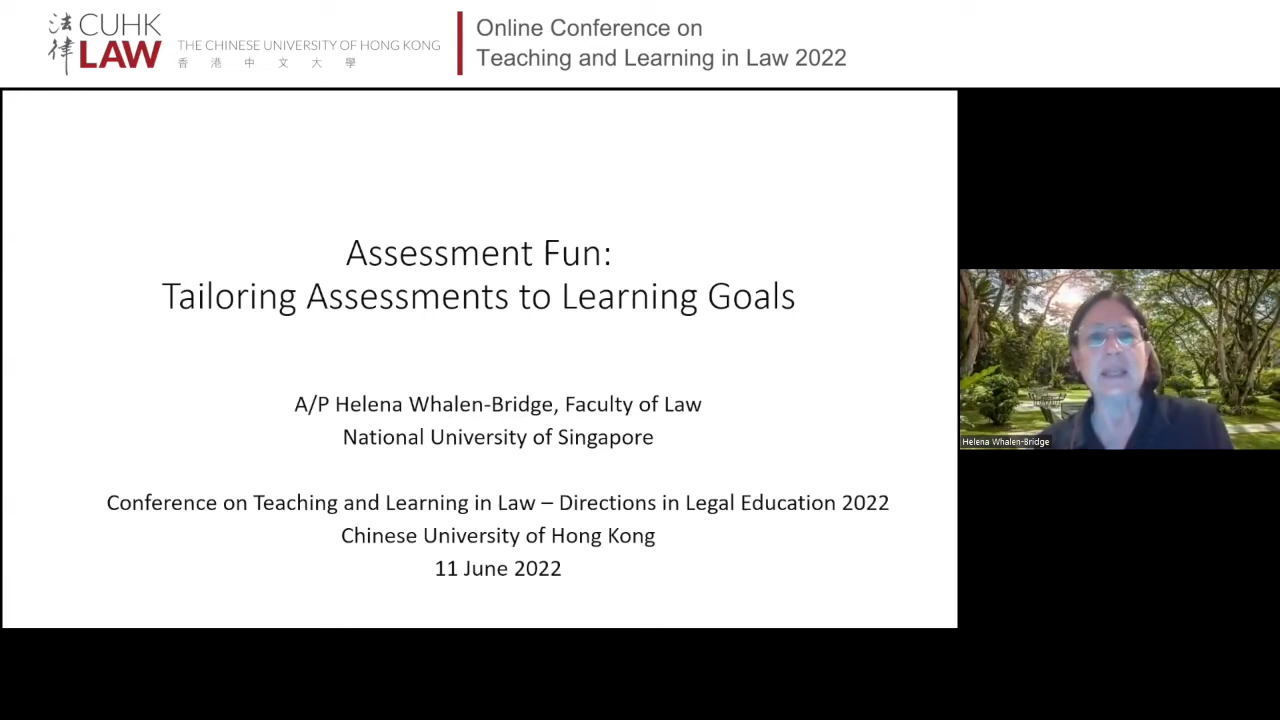 法律
CUHK
LAW
THE CHINESE UNIVERSITY OF HONG KONG
香港中文大學
Online Conference on
Teaching and Learning in Law 2022
Assessment Fun:
Tailoring Assessments to Learning Goals
A/P Helena Whalen-Bridge, Faculty of Law
National University of Singapore
Conference on Teaching and Learning in Law – Directions in Legal Education 2022
Chinese University of Hong Kong
11 June 2022
Helena Whalen-Bridge